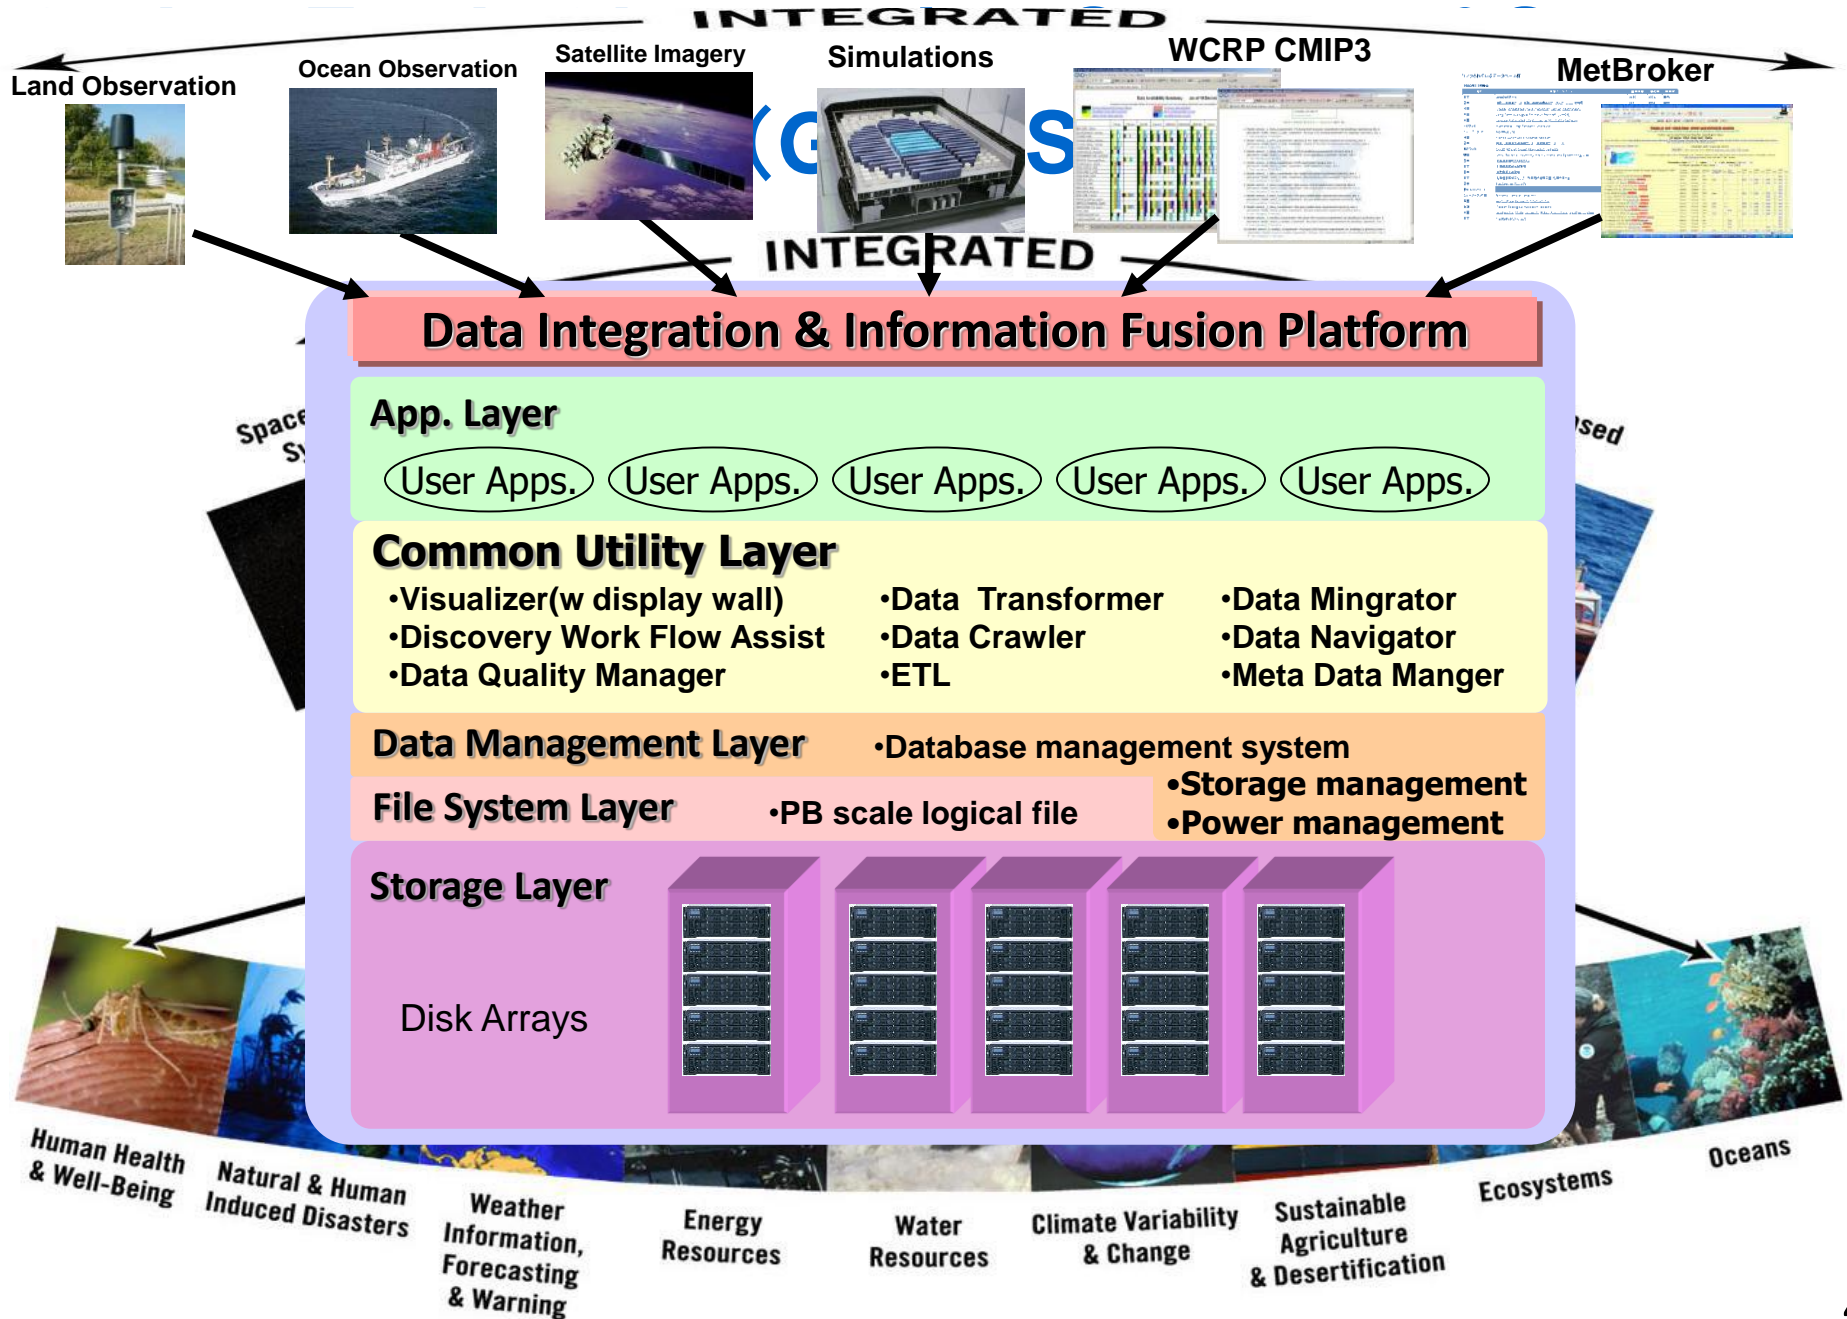 INTEGRATED
Land Observation
Ocean Observation
Satellite Imagery
Simulations
WCRP CMIP3
MetBroker
(G
S
INTEGRATED
Data Integration & Information Fusion Platform
Space
App. Layer
User Apps.
User Apps.
User Apps.
User Apps.
User Apps.
Common Utility Layer
•Visualizer(w display wall)
•Discovery Work Flow Assist
•Data Quality Manager
•Data Transformer
•Data Crawler
•ETL
•Data Mingrator
•Data Navigator
•Meta Data Manger
Data Management Layer
•Database management system
•Storage management
•Power management
File System Layer
•PB scale logical file
Storage Layer
Disk Arrays
Human Health
& Well-Being
Natural & Human
Induced Disasters
Weather
Information,
Forecasting
& Warning
Energy
Resources
Water
Resources
Climate Variability
& Change
Sustainable
Agriculture
& Desertification
Ecosystems
Oceans